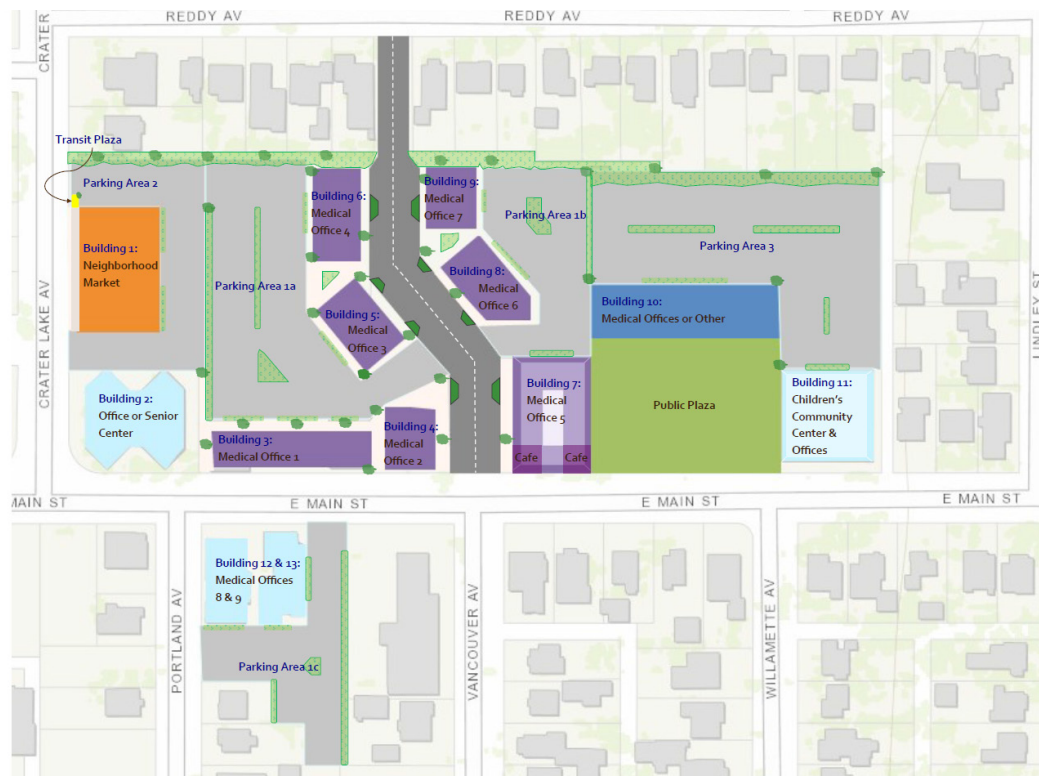 REDDY AV
REDDY AV
REDDY AV
CRATER
Transit Plaza
Parking Area 2
Building 6:
Medical
Office 4
Building 9:
Medical
Office 7
Parking Area 1b
Parking Area 3
Building 1:
Neighborhood
Market
Parking Area 1a
Building 8:
Medical
Office 6
Building 5:
Medical
Office 3
Building 10:
Medical Offices or Other
CRATER LAKE AV
LINDLEY ST
Building 2:
Office or Senior
Center
Building 7:
Medical
Office 5
Public Plaza
Building 11:
Children's
Community
Center &
Offices
Building 3:
Medical Office 1
Building 4:
Medical
Office 2
Cafe
Cafe
MAIN ST
E MAIN ST
E MAIN ST
E MAIN ST
Building 12 & 13:
Medical Offices
8 & 9
PORTLAND AV
VANCOUVER AV
WILLAMETTE AV
Parking Area 1c